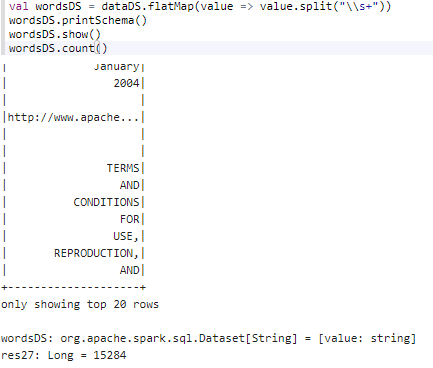 val wordsDS = dataDS.flatMap(value => value.split("\\s+"))
wordsDS.printSchema()
wordsDS.show()
wordsDS.count()
|             January|
|                2004|
|                    |
|http://www.apache...|
|                    |
|                    |
|               TERMS|
|                 AND|
|          CONDITIONS|
|                 FOR|
|                USE,|
|       REPRODUCTION,|
|                 AND|
+--------------------+
only showing top 20 rows
wordsDS: org.apache.spark.sql.Dataset[String] = [value: string]
res27: Long = 15284